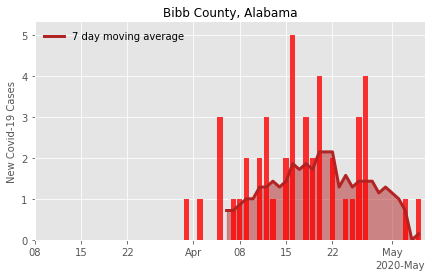 Bibb County, Alabama
7 day moving average
New Covid-19 Cases
5
4
3
2
1
0
08 15 22 Apr 08 15 22 May
2020-May